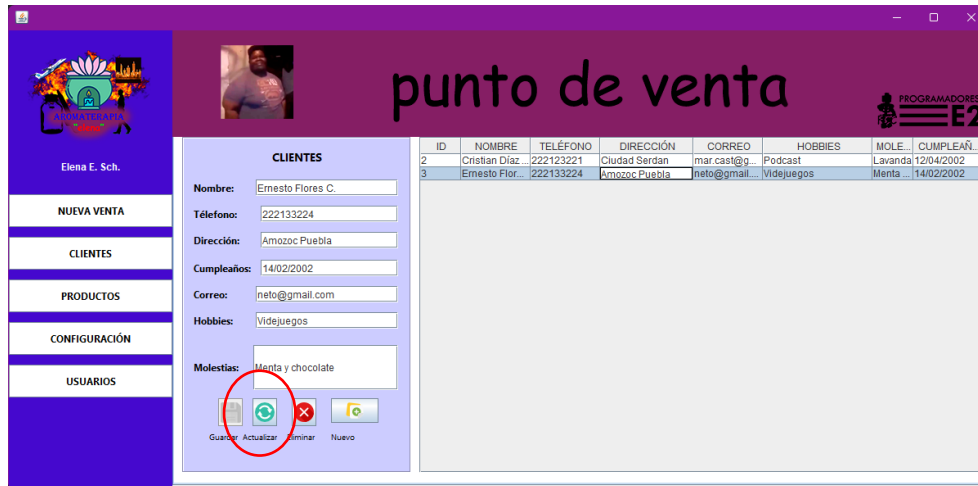 punto de venta
PROGRAMADORES
E2
AROMATERAPIA
Elena E. Sch.
NUEVA VENTA
CLIENTES
PRODUCTOS
CONFIGURACIÓN
USUARIOS
CLIENTES
Nombre: Ernesto Flores C.
Télefono: 222133224
Dirección: Amozoc Puebla
Cumpleaños: 14/02/2002
Correo: neto@gmail.com
Hobbies: Videjuegos
Molestias: Menta y chocolate
Guardar Actualizar Eliminar Nuevo
ID NOMBRE TELÉFONO DIRECCIÓN CORREO HOBBIES MOLE... CUMPLEAÑ...
2 Cristian Díaz ... 222123221 Ciudad Serdan mar.cast@g... Podcast Lavanda 12/04/2002
3 Ernesto Flor... 222133224 Amozoc Puebla neto@gmail.... Videjuegos Menta ... 14/02/2002